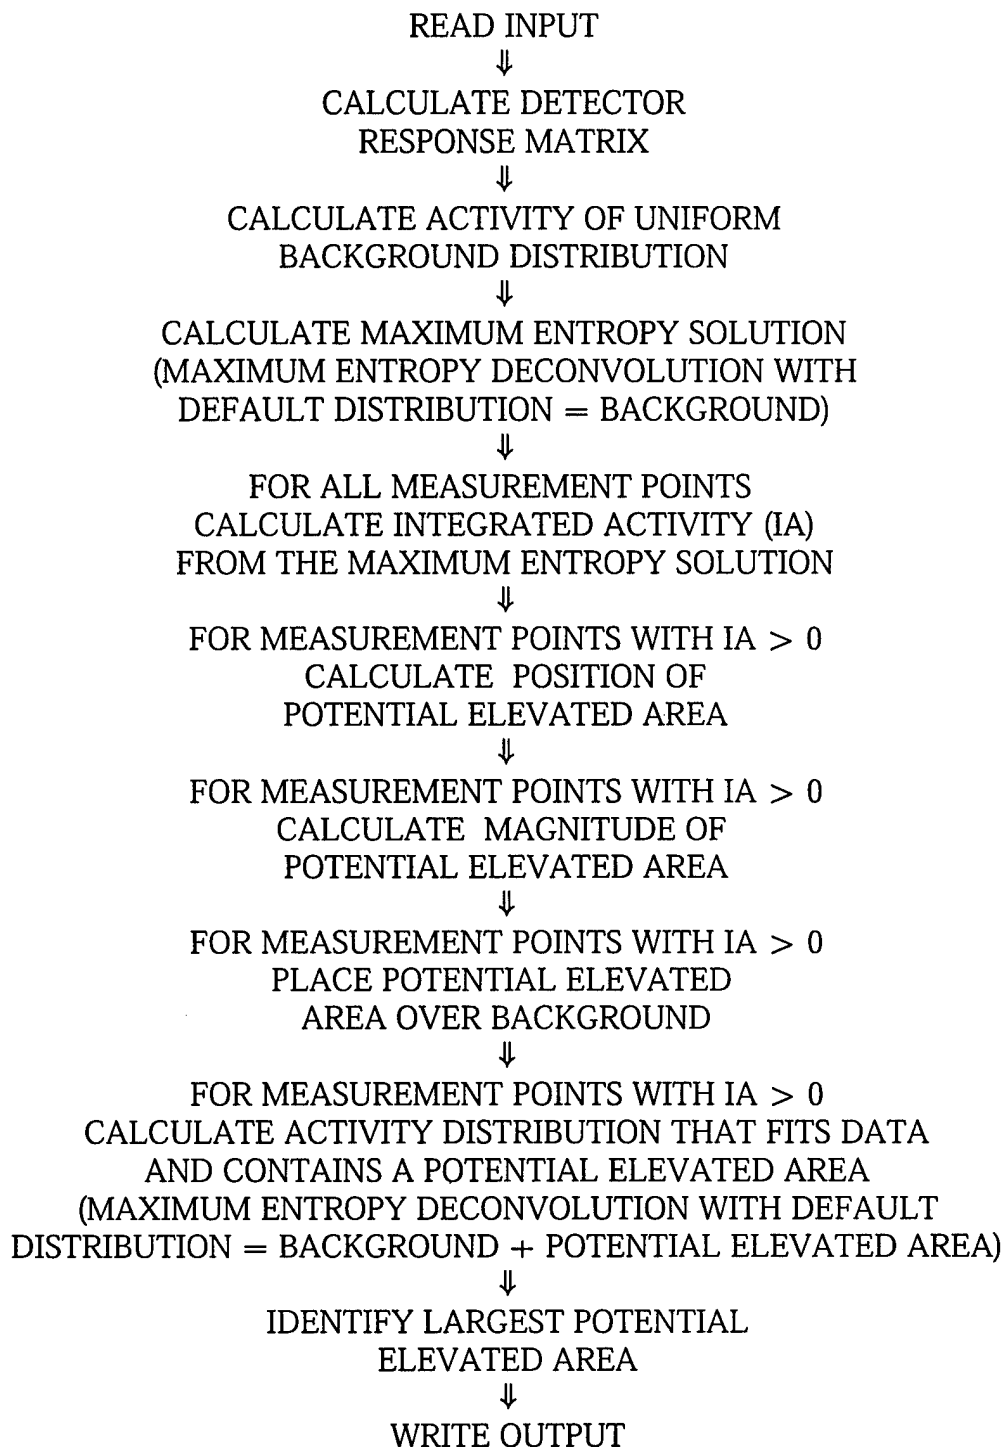 READ INPUT
⇓
CALCULATE DETECTOR
RESPONSE MATRIX
⇓
CALCULATE ACTIVITY OF UNIFORM
BACKGROUND DISTRIBUTION
⇓
CALCULATE MAXIMUM ENTROPY SOLUTION
(MAXIMUM ENTROPY DECONVOLUTION WITH
DEFAULT DISTRIBUTION = BACKGROUND)
⇓
FOR ALL MEASUREMENT POINTS
CALCULATE INTEGRATED ACTIVITY (IA)
FROM THE MAXIMUM ENTROPY SOLUTION
⇓
FOR MEASUREMENT POINTS WITH IA > 0
CALCULATE POSITION OF
POTENTIAL ELEVATED AREA
⇓
FOR MEASUREMENT POINTS WITH IA > 0
CALCULATE MAGNITUDE OF
POTENTIAL ELEVATED AREA
⇓
FOR MEASUREMENT POINTS WITH IA > 0
PLACE POTENTIAL ELEVATED
AREA OVER BACKGROUND
⇓
FOR MEASUREMENT POINTS WITH IA > 0
CALCULATE ACTIVITY DISTRIBUTION THAT FITS DATA
AND CONTAINS A POTENTIAL ELEVATED AREA
(MAXIMUM ENTROPY DECONVOLUTION WITH DEFAULT
DISTRIBUTION = BACKGROUND + POTENTIAL ELEVATED AREA)
⇓
IDENTIFY LARGEST POTENTIAL
ELEVATED AREA
⇓
WRITE OUTPUT